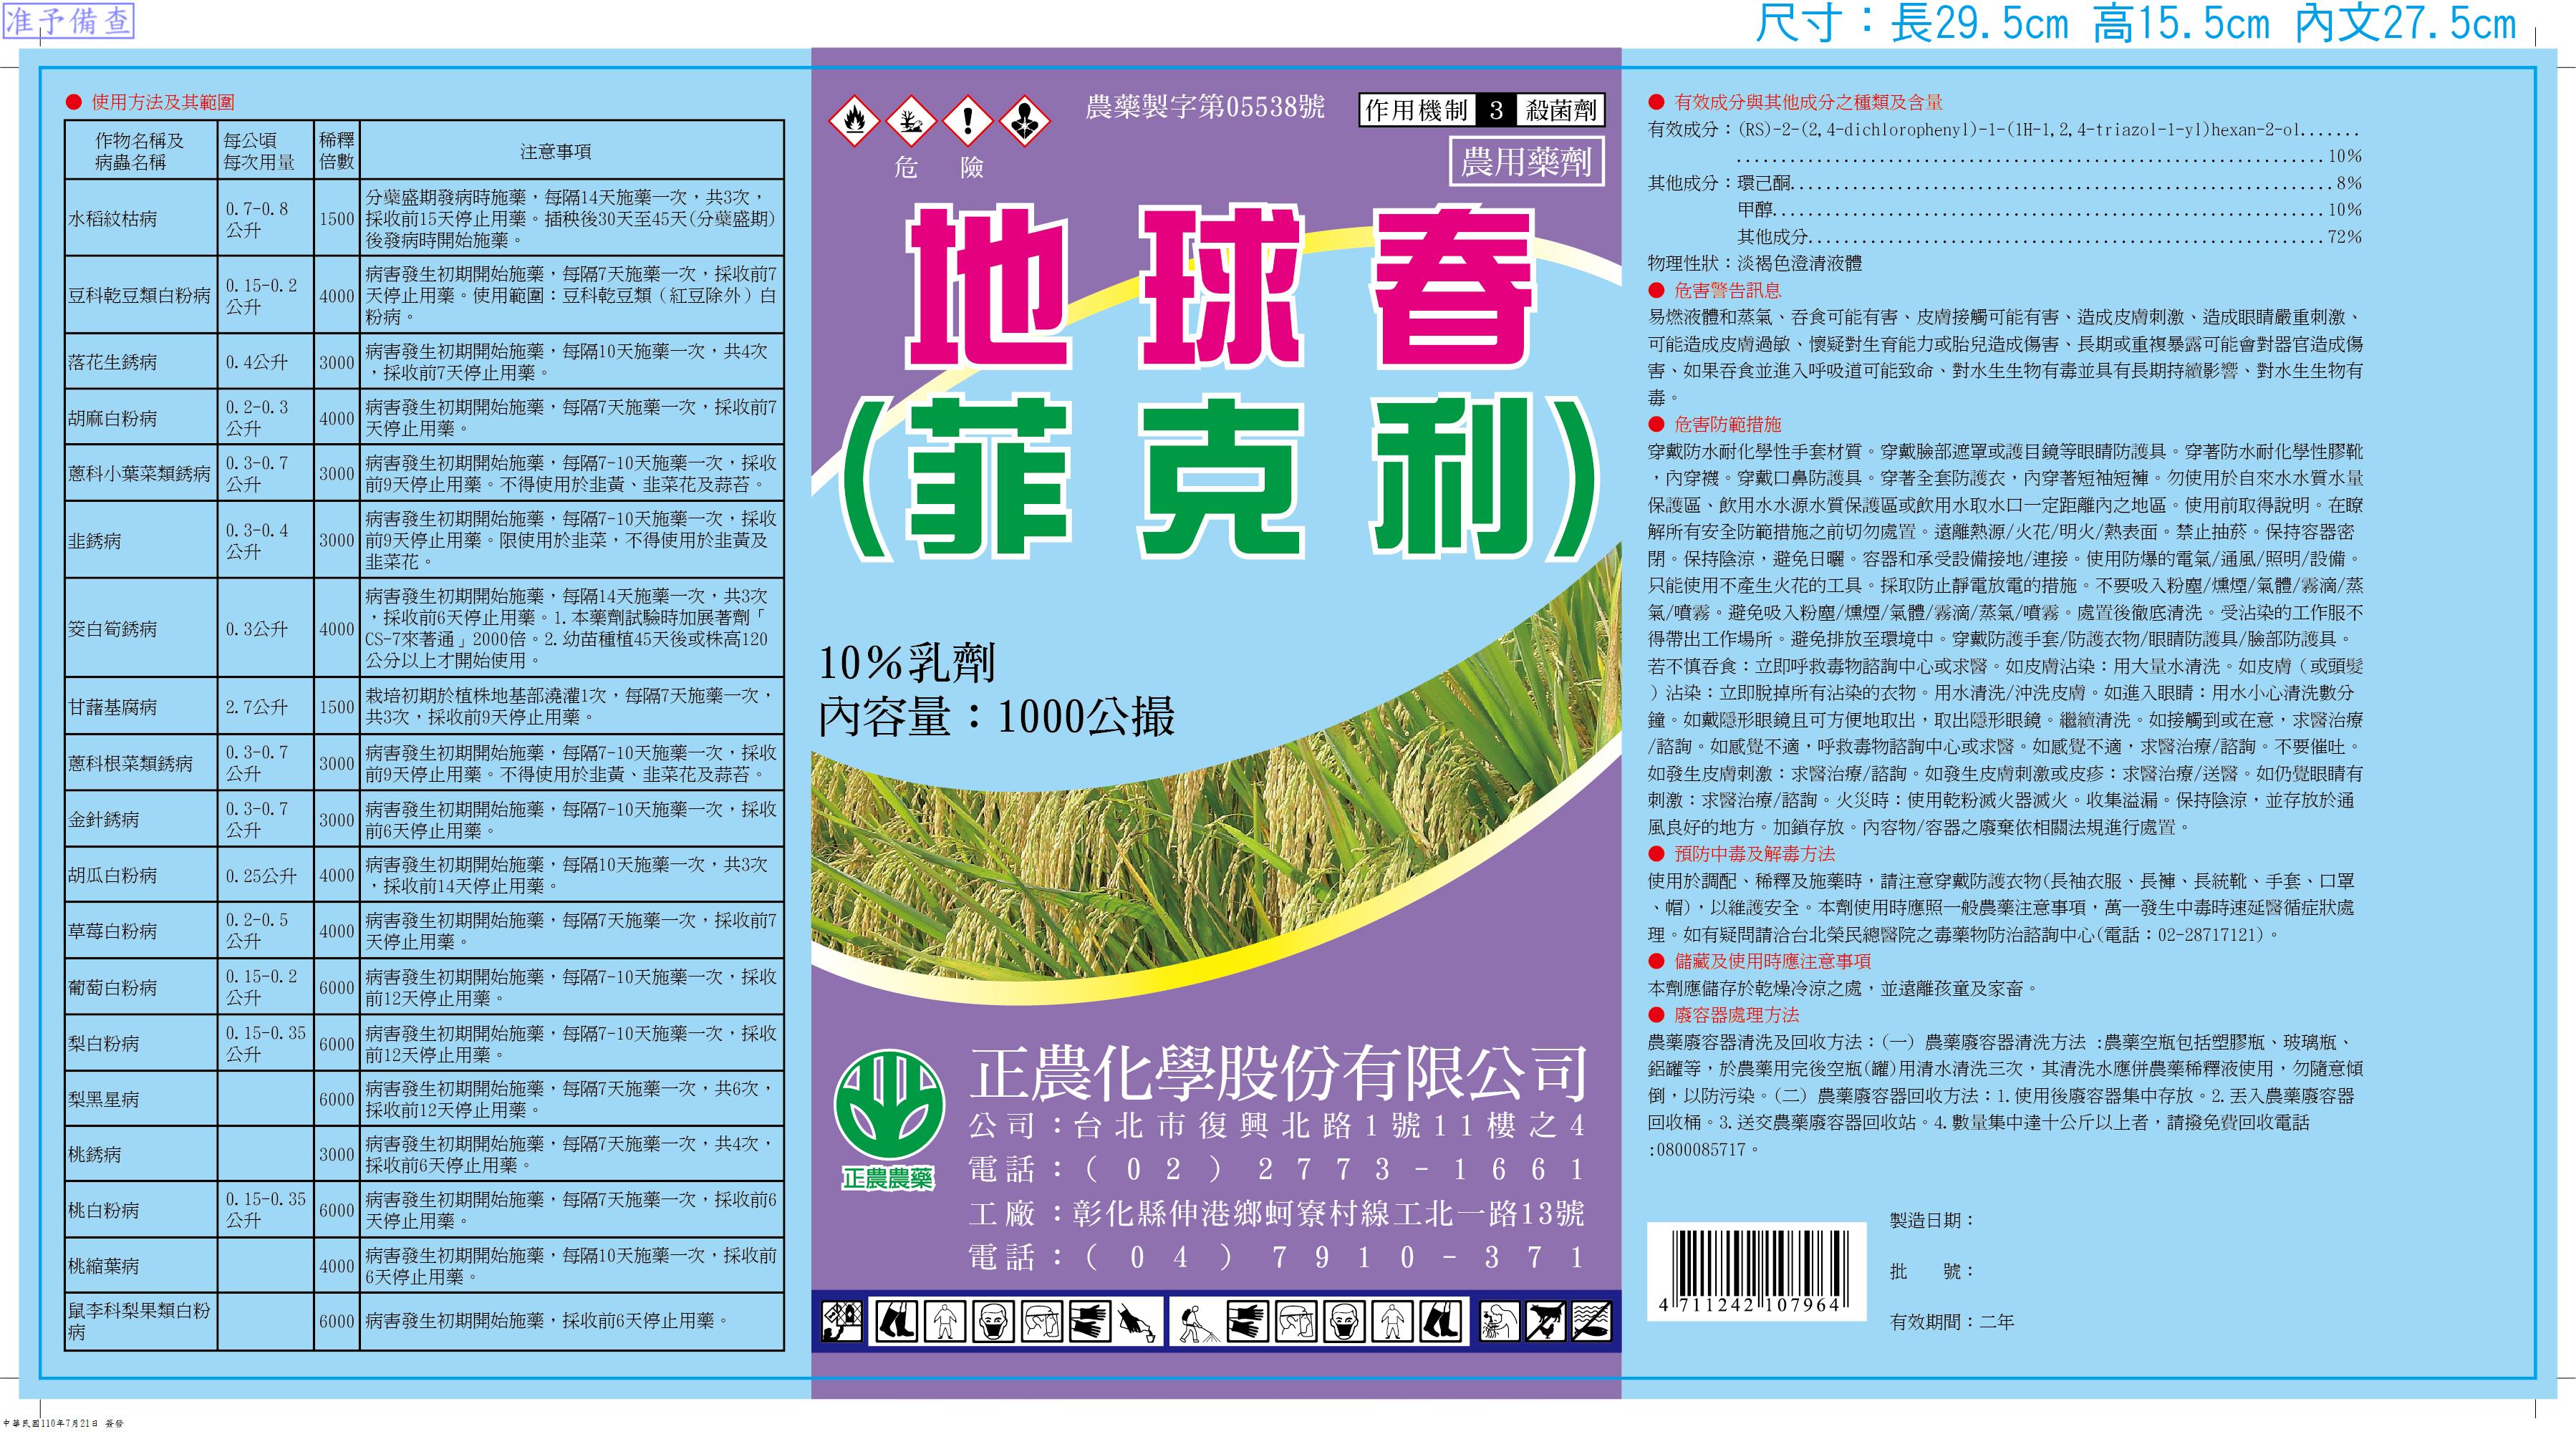 准予備查
尺寸：長29.5cm 高15.5cm 內文27.5cm
● 使用方法及其範圍
作物名稱及
病蟲名稱
每公頃
每次用量
稀釋
倍數
注意事項
水稻紋枯病
0.7-0.8
公升
1500
分蘗盛期發病時施藥，每隔14天施藥一次，共3次，
採收前15天停止用藥。插秧後30天至45天(分蘗盛期)
後發病時開始施藥。
豆科乾豆類白粉病
0.15-0.2
公升
4000
病害發生初期開始施藥，每隔7天施藥一次，採收前7
天停止用藥。使用範圍：豆科乾豆類（紅豆除外）白
粉病。
落花生銹病
0.4公升
3000
病害發生初期開始施藥，每隔10天施藥一次，共4次
，採收前7天停止用藥。
胡麻白粉病
0.2-0.3
公升
4000
病害發生初期開始施藥，每隔7天施藥一次，採收前7
天停止用藥。
蔥科小葉菜類銹病
0.3-0.7
公升
3000
病害發生初期開始施藥，每隔7-10天施藥一次，採收
前9天停止用藥。不得使用於韭黃、韭菜花及蒜苔。
韭銹病
0.3-0.4
公升
3000
病害發生初期開始施藥，每隔7-10天施藥一次，採收
前9天停止用藥。限使用於韭菜，不得使用於韭黃及
韭菜花。
筊白筍銹病
0.3公升
4000
病害發生初期開始施藥，每隔14天施藥一次，共3次
，採收前6天停止用藥。1.本藥劑試驗時加展著劑「
CS-7來著通」2000倍。2.幼苗種植45天後或株高120
公分以上才開始使用。
甘藷基腐病
2.7公升
1500
栽培初期於植株地基部澆灌1次，每隔7天施藥一次，
共3次，採收前9天停止用藥。
蔥科根菜類銹病
0.3-0.7
公升
3000
病害發生初期開始施藥，每隔7-10天施藥一次，採收
前9天停止用藥。不得使用於韭黃、韭菜花及蒜苔。
金針銹病
0.3-0.7
公升
3000
病害發生初期開始施藥，每隔7-10天施藥一次，採收
前6天停止用藥。
胡瓜白粉病
0.25公升
4000
病害發生初期開始施藥，每隔10天施藥一次，共3次
，採收前14天停止用藥。
草莓白粉病
0.2-0.5
公升
4000
病害發生初期開始施藥，每隔7天施藥一次，採收前7
天停止用藥。
葡萄白粉病
0.15-0.2
公升
6000
病害發生初期開始施藥，每隔7-10天施藥一次，採收
前12天停止用藥。
梨白粉病
0.15-0.35
公升
6000
病害發生初期開始施藥，每隔7-10天施藥一次，採收
前12天停止用藥。
梨黑星病
6000
病害發生初期開始施藥，每隔7天施藥一次，共6次，
採收前12天停止用藥。
桃銹病
3000
病害發生初期開始施藥，每隔7天施藥一次，共4次，
採收前6天停止用藥。
桃白粉病
0.15-0.35
公升
6000
病害發生初期開始施藥，每隔7天施藥一次，採收前6
天停止用藥。
桃縮葉病
4000
病害發生初期開始施藥，每隔10天施藥一次，採收前
6天停止用藥。
鼠李科梨果類白粉
病
6000
病害發生初期開始施藥，採收前6天停止用藥。
危 險
農藥製字第05538號
作用機制 3 殺菌劑
農用藥劑
地球春
(菲克利)
10%乳劑
內容量：1000公撮
正農農藥
正農化學股份有限公司
公司：台北市復興北路1號11樓之4
電話：(02)2773-1661
工廠：彰化縣伸港鄉蚵寮村線工北一路13號
電話：(04)7910-371
● 有效成分與其他成分之種類及含量
有效成分：(RS)-2-(2,4-dichlorophenyl)-1-(1H-1,2,4-triazol-1-yl)hexan-2-ol.......
..................................................................10%
其他成分：環己酮.............................................................8%
甲醇..............................................................10%
其他成分..........................................................72%
物理性狀：淡褐色澄清液體
● 危害警告訊息
易燃液體和蒸氣、吞食可能有害、皮膚接觸可能有害、造成皮膚刺激、造成眼睛嚴重刺激、
可能造成皮膚過敏、懷疑對生育能力或胎兒造成傷害、長期或重複暴露可能會對器官造成傷
害、如果吞食並進入呼吸道可能致命、對水生生物有毒並具有長期持續影響、對水生生物有
毒。
● 危害防範措施
穿戴防水耐化學性手套材質。穿戴臉部遮罩或護目鏡等眼睛防護具。穿著防水耐化學性膠靴
，內穿襪。穿戴口鼻防護具。穿著全套防護衣，內穿著短袖短褲。勿使用於自來水水質水量
保護區、飲用水水源水質保護區或飲用水取水口一定距離內之地區。使用前取得說明。在瞭
解所有安全防範措施之前切勿處置。遠離熱源/火花/明火/熱表面。禁止抽菸。保持容器密
閉。保持陰涼，避免日曬。容器和承受設備接地/連接。使用防爆的電氣/通風/照明/設備。
只能使用不產生火花的工具。採取防止靜電放電的措施。不要吸入粉塵/燻煙/氣體/霧滴/蒸
氣/噴霧。避免吸入粉塵/燻煙/氣體/霧滴/蒸氣/噴霧。處置後徹底清洗。受沾染的工作服不
得帶出工作場所。避免排放至環境中。穿戴防護手套/防護衣物/眼睛防護具/臉部防護具。
若不慎吞食：立即呼救毒物諮詢中心或求醫。如皮膚沾染：用大量水清洗。如皮膚（或頭髮
）沾染：立即脫掉所有沾染的衣物。用水清洗/沖洗皮膚。如進入眼睛：用水小心清洗數分
鐘。如戴隱形眼鏡且可方便地取出，取出隱形眼鏡。繼續清洗。如接觸到或在意，求醫治療
/諮詢。如感覺不適，呼救毒物諮詢中心或求醫。如感覺不適，求醫治療/諮詢。不要催吐。
如發生皮膚刺激：求醫治療/諮詢。如發生皮膚刺激或皮疹：求醫治療/送醫。如仍覺眼睛有
刺激：求醫治療/諮詢。火災時：使用乾粉滅火器滅火。收集溢漏。保持陰涼，並存放於通
風良好的地方。加鎖存放。內容物/容器之廢棄依相關法規進行處置。
● 預防中毒及解毒方法
使用於調配、稀釋及施藥時，請注意穿戴防護衣物(長袖衣服、長褲、長統靴、手套、口罩
、帽)，以維護安全。本劑使用時應照一般農藥注意事項，萬一發生中毒時速延醫循症狀處
理。如有疑問請洽台北榮民總醫院之毒藥物防治諮詢中心(電話：02-28717121)。
● 儲藏及使用時應注意事項
本劑應儲存於乾燥冷涼之處，並遠離孩童及家畜。
● 廢容器處理方法
農藥廢容器清洗及回收方法：(一) 農藥廢容器清洗方法 :農藥空瓶包括塑膠瓶、玻璃瓶、
鋁罐等，於農藥用完後空瓶(罐)用清水清洗三次，其清洗水應併農藥稀釋液使用，勿隨意傾
倒，以防污染。(二) 農藥廢容器回收方法：1.使用後廢容器集中存放。2.丟入農藥廢容器
回收桶。3.送交農藥廢容器回收站。4.數量集中達十公斤以上者，請撥免費回收電話
:0800085717。
4 711242 107964
製造日期：
批　　號：
有效期間：二年
中華民國110年7月21日 簽發